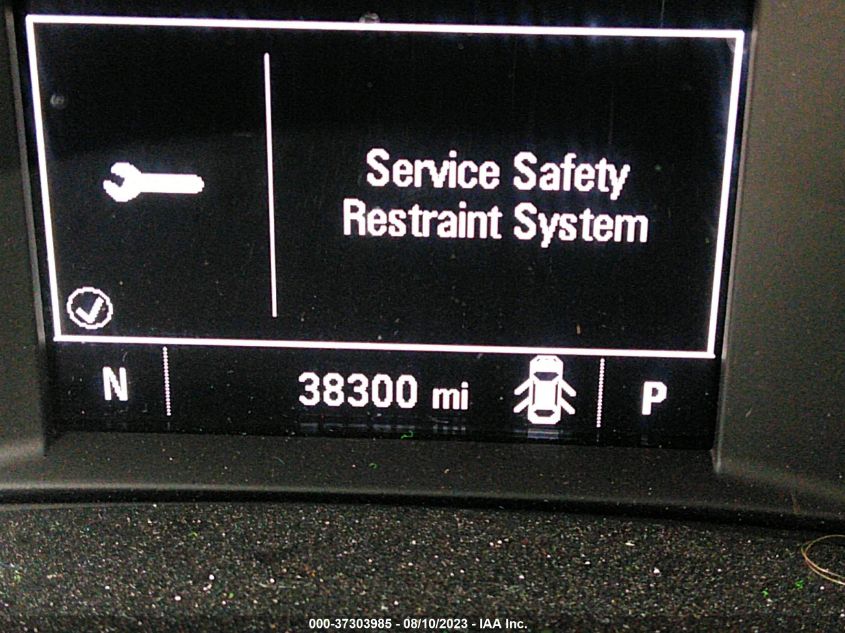 Service Safety
Restraint System
N 38300 mi P
000-37303985 - 08/10/2023 - IAA Inc.